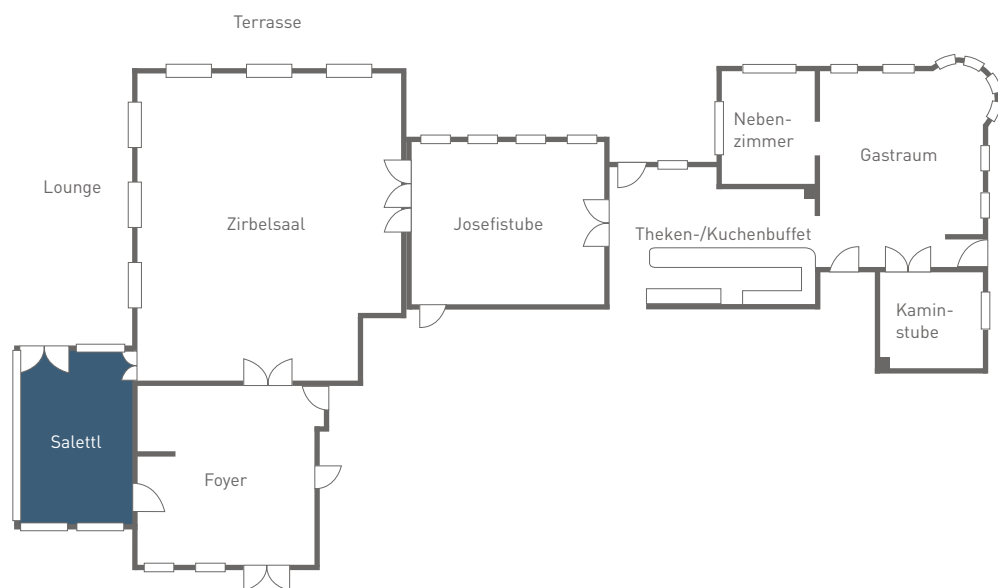 Terrasse
Neben-
zimmer
Gastraum
Lounge
Zirbelsaal
Josefistube
Theken-/Kuchenbuffet
Kamin-
stube
Salettl
Foyer